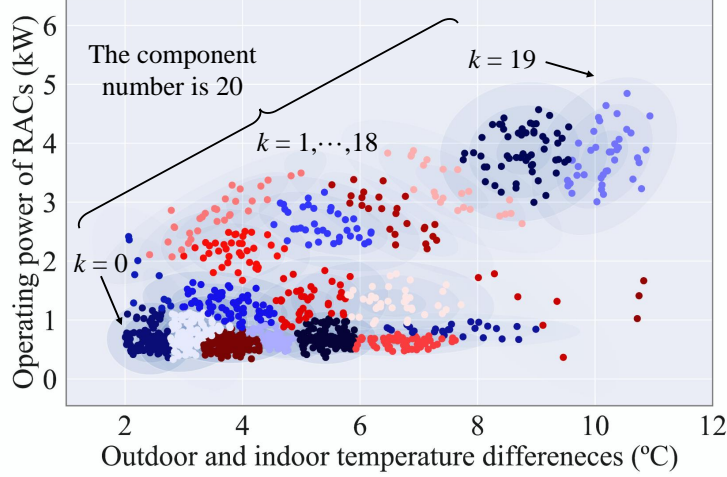 Operating power of RACs (kW)
6
5
4
3
2
1
0
The component
number is 20
k = 19
k = 1,⋯,18
k = 0
2
4
6
8
10
12
Outdoor and indoor temperature differeneces (ºC)